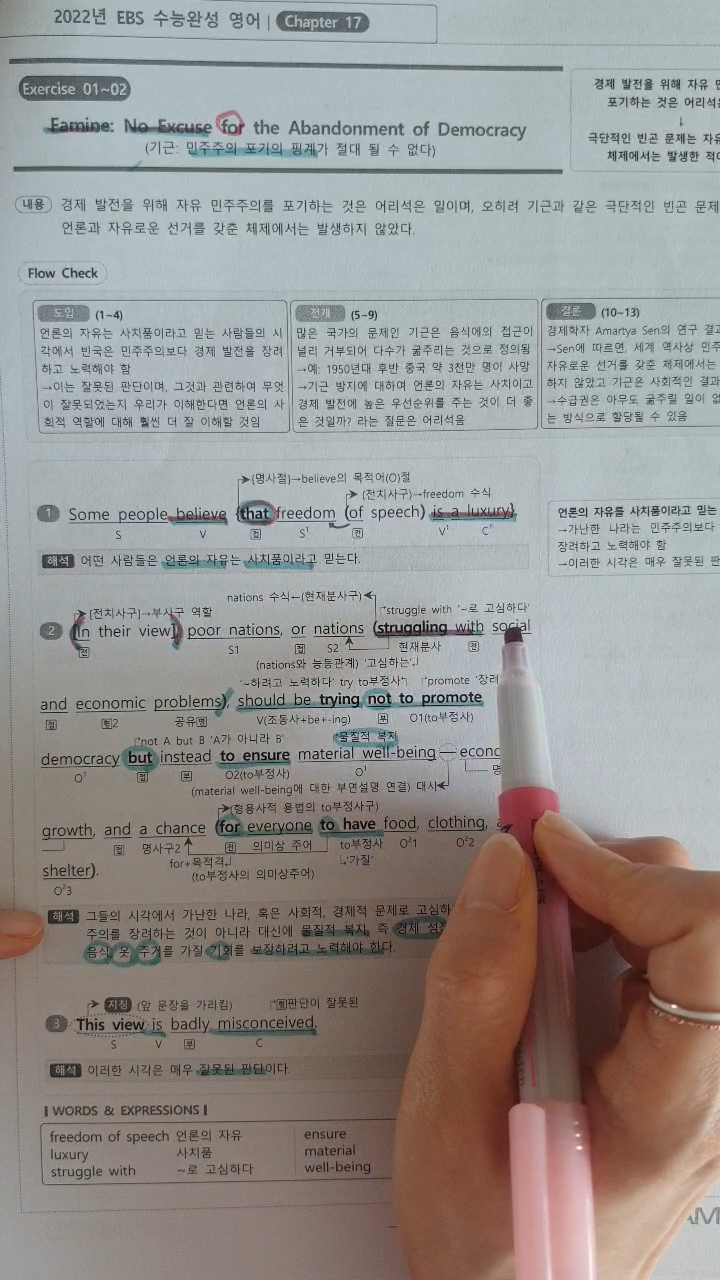 2022년 EBS 수능완성 영어 | Chapter 17
Exercise 01~02
Famine: No Excuse for the Abandonment of Democracy
(기근: 민주주의 포기의 핑계가 절대 될 수 없다)
경제 발전을 위해 자유
포기하는 것은
↓
극단적인 빈곤 문제는
체제에서는 발생한
내용 경제 발전을 위해 자유 민주주의를 포기하는 것은 어리석은 일이며, 오히려 기근과 같은 극단적인 빈곤 문제
언론과 자유로운 선거를 갖춘 체제에서는 발생하지 않았다.
Flow Check
도입 (1~4)
언론의 자유는 사치품이라고 믿는 사람들의 시
각에서 빈국은 민주주의보다 경제 발전을 장려
하고 노력해야 함
→이는 잘못된 판단이며, 그것과 관련하여 무엇
이 잘못되었는지 우리가 이해한다면 언론의 사
회적 역할에 대해 훨씬 더 잘 이해할 것임
전개 (5~9)
많은 국가의 문제인 기근은 음식에의 접근이
널리 거부되어 다수가 굶주리는 것으로 정의됨
→예: 1950년대 후반 중국 약 3천만 명이 사망
→기근 방지에 대하여 언론의 자유는 사치이고
경제 발전에 높은 우선순위를 주는 것이 더 좋
은 것일까? 라는 질문은 어리석음
결론 (10~13)
경제학자 Amartya Sen의 연구
→Sen에 따르면, 세계 역사상
자유로운 선거를 갖춘 체제에서는
하지 않았고 기근은 사회적인
→수급권은 아무도 굶주릴 일이
는 방식으로 할당될 수 있음
[명사절]→believe의 목적어(O)절
(전치사구)→freedom 수식
1 Some people believe {that freedom (of speech) is a luxury}.
S V 접 S¹ 전 V¹ C¹
해석 어떤 사람들은 언론의 자유는 사치품이라고 믿는다.
언론의 자유를 사치품이라고 믿는
→가난한 나라는 민주주의보다
장려하고 노력해야 함
→이러한 시각은 매우 잘못된
nations 수식←(현재분사구)
[전치사구]→부사구 역할
"struggle with '~로 고심하다'
2 [In their view], poor nations, or nations (struggling with social
전 S1 접 S2 현재분사 전
(nations와 능동관계) '고심하는'
'~하려고 노력하다' try to부정사
"promote '장려
and economic problems), should be trying not to promote
접 형2 공유명 V(조동사+be+-ing) 부 O1(to부정사)
"not A but B 'A가 아니라 B'
'물질적 복지
democracy but instead to ensure material well-being —
O¹ 접 부 O2(to부정사) O¹
(material well-being에 대한 부연설명 연결) 대시
(형용사적 용법의 to부정사구)
growth, and a chance (for everyone to have food, clothing,
접 명사구2 전 의미상 주어 to부정사 O²1 O²2
for+목적격 '가질'
(to부정사의 의미상주어)
shelter).
O²3
해석 그들의 시각에서 가난한 나라, 혹은 사회적, 경제적 문제로
주의를 장려하는 것이 아니라 대신에 물질적 복지, 즉 경제
음식, 옷, 주거를 가질 기회를 보장하려고 노력해야 한다.
지칭 (앞 문장을 가리킴)
형판단이 잘못된
3 This view is badly misconceived.
S V 부 C
해석 이러한 시각은 매우 잘못된 판단이다.
WORDS & EXPRESSIONS
freedom of speech 언론의 자유 ensure
luxury 사치품 material
struggle with ~로 고심하다 well-being